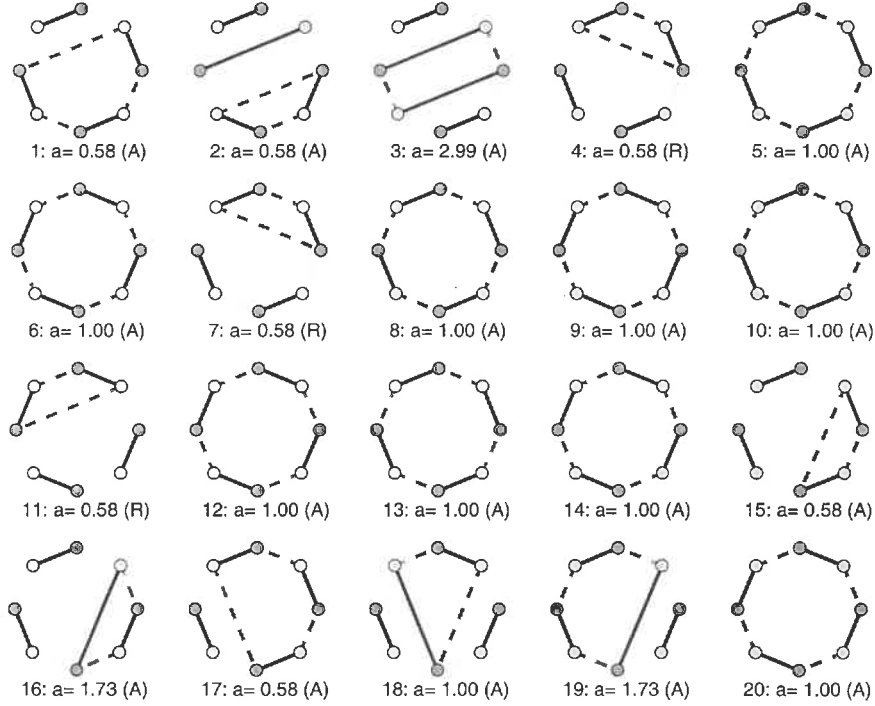 1: a= 0.58 (A) 2: a= 0.58 (A) 3: a= 2.99 (A) 4: a= 0.58 (R) 5: a= 1.00 (A)
6: a= 1.00 (A) 7: a= 0.58 (R) 8: a= 1.00 (A) 9: a= 1.00 (A) 10: a= 1.00 (A)
11: a= 0.58 (R) 12: a= 1.00 (A) 13: a= 1.00 (A) 14: a= 1.00 (A) 15: a= 0.58 (A)
16: a= 1.73 (A) 17: a= 0.58 (A) 18: a= 1.00 (A) 19: a= 1.73 (A) 20: a= 1.00 (A)